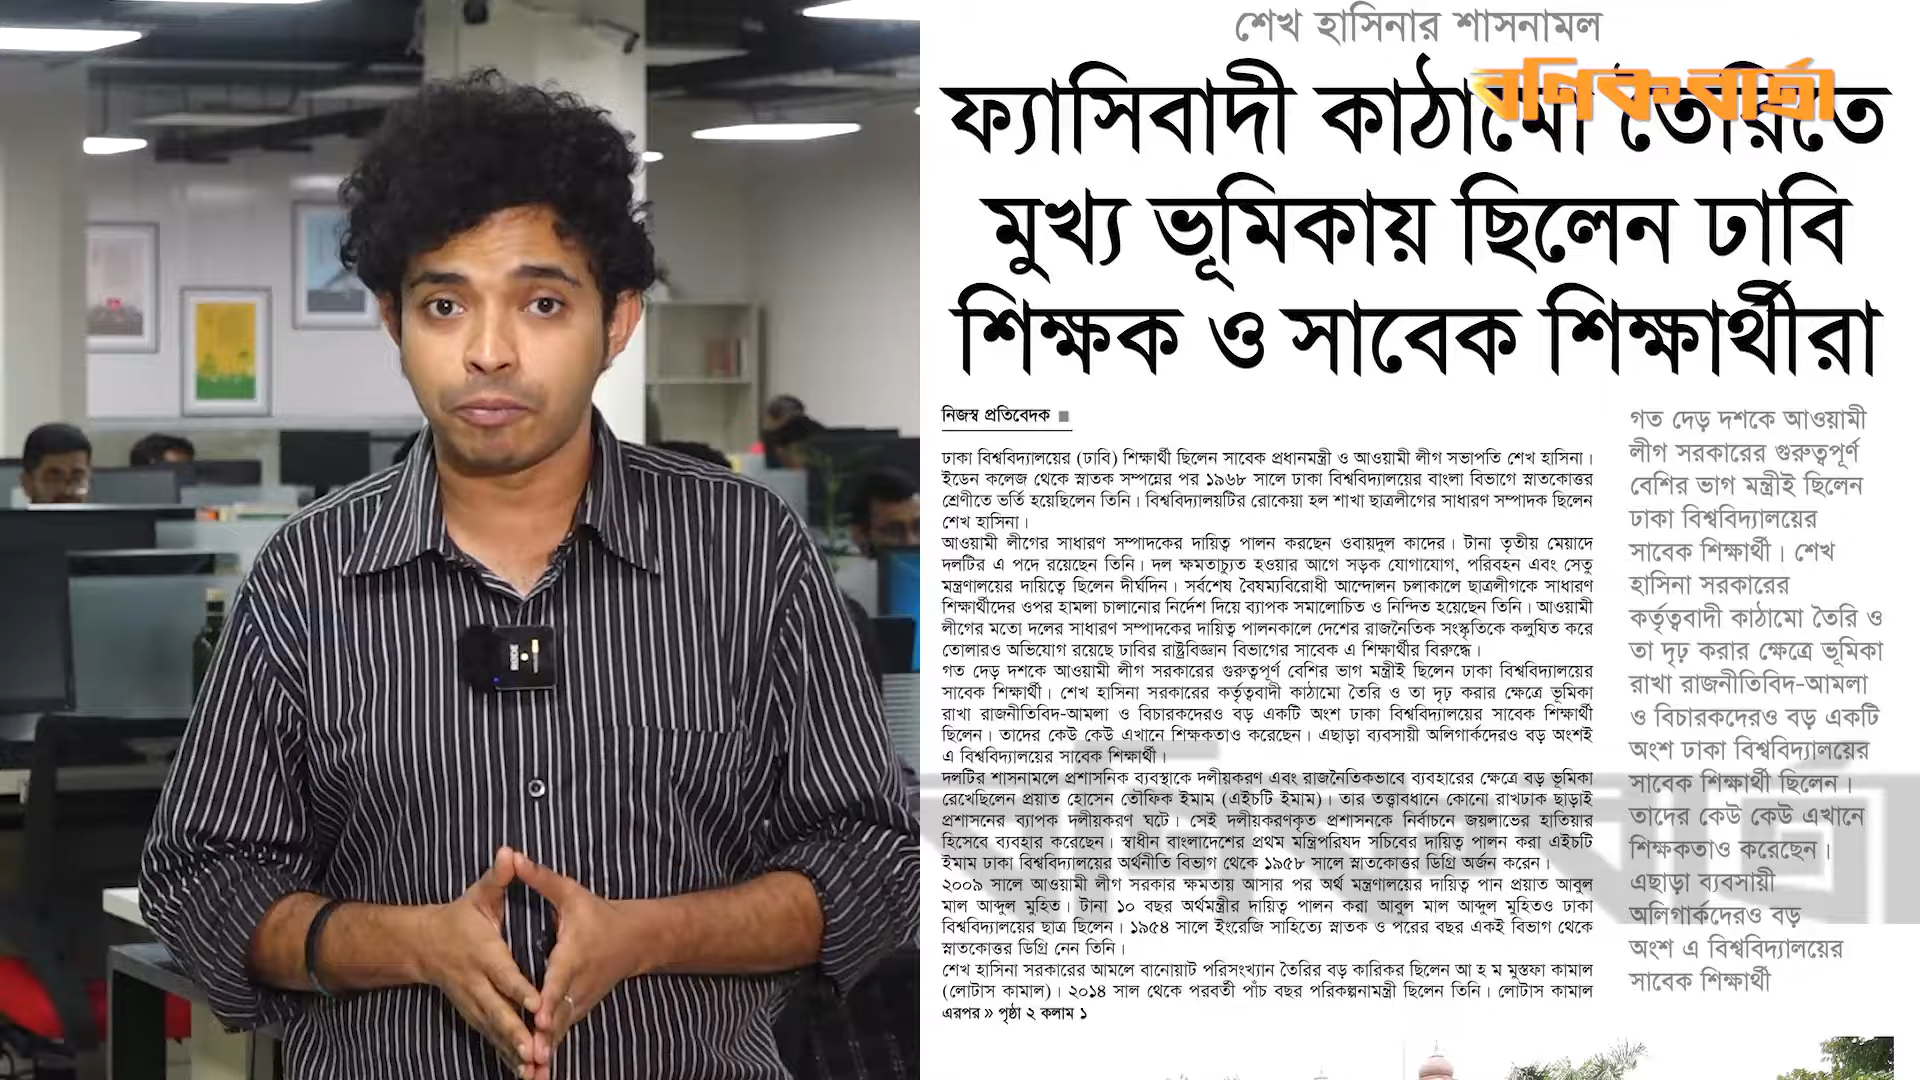 শেখ হাসিনার শাসনামল
বণিক বার্তা
ফ্যাসিবাদী কাঠামো তৈরিতে
মুখ্য ভূমিকায় ছিলেন ঢাবি
শিক্ষক ও সাবেক শিক্ষার্থীরা
নিজস্ব প্রতিবেদক
ঢাকা বিশ্ববিদ্যালয়ের (ঢাবি) শিক্ষার্থী ছিলেন সাবেক প্রধানমন্ত্রী ও আওয়ামী লীগ সভাপতি শেখ হাসিনা।
ইডেন কলেজ থেকে স্নাতক সম্পন্নের পর ১৯৬৮ সালে ঢাকা বিশ্ববিদ্যালয়ের বাংলা বিভাগে স্নাতকোত্তর
শ্রেণীতে ভর্তি হয়েছিলেন তিনি। বিশ্ববিদ্যালয়টির রোকেয়া হল শাখা ছাত্রলীগের সাধারণ সম্পাদক ছিলেন
শেখ হাসিনা।
আওয়ামী লীগের সাধারণ সম্পাদকের দায়িত্ব পালন করছেন ওবায়দুল কাদের। টানা তৃতীয় মেয়াদে
দলটির এ পদে রয়েছেন তিনি। দল ক্ষমতাচ্যুত হওয়ার আগে সড়ক যোগাযোগ, পরিবহন এবং সেতু
মন্ত্রণালয়ের দায়িত্বে ছিলেন দীর্ঘদিন। সর্বশেষ বৈষম্যবিরোধী আন্দোলন চলাকালে ছাত্রলীগকে সাধারণ
শিক্ষার্থীদের ওপর হামলা চালানোর নির্দেশ দিয়ে ব্যাপক সমালোচিত ও নিন্দিত হয়েছেন তিনি। আওয়ামী
লীগের মতো দলের সাধারণ সম্পাদকের দায়িত্ব পালনকালে দেশের রাজনৈতিক সংস্কৃতিকে কলুষিত করে
তোলারও অভিযোগ রয়েছে ঢাবির রাষ্ট্রবিজ্ঞান বিভাগের সাবেক এ শিক্ষার্থীর বিরুদ্ধে।
গত দেড় দশকে আওয়ামী লীগ সরকারের গুরুত্বপূর্ণ বেশির ভাগ মন্ত্রীই ছিলেন ঢাকা বিশ্ববিদ্যালয়ের
সাবেক শিক্ষার্থী। শেখ হাসিনা সরকারের কর্তৃত্ববাদী কাঠামো তৈরি ও তা দৃঢ় করার ক্ষেত্রে ভূমিকা
রাখা রাজনীতিবিদ-আমলা ও বিচারকদেরও বড় একটি অংশ ঢাকা বিশ্ববিদ্যালয়ের সাবেক শিক্ষার্থী
ছিলেন। তাদের কেউ কেউ এখানে শিক্ষকতাও করেছেন। এছাড়া ব্যবসায়ী অলিগার্কদেরও বড় অংশই
এ বিশ্ববিদ্যালয়ের সাবেক শিক্ষার্থী।
দলটির শাসনামলে প্রশাসনিক ব্যবস্থাকে দলীয়করণ এবং রাজনৈতিকভাবে ব্যবহারের ক্ষেত্রে বড় ভূমিকা
রেখেছিলেন প্রয়াত হোসেন তৌফিক ইমাম (এইচটি ইমাম)। তার তত্ত্বাবধানে কোনো রাখঢাক ছাড়াই
প্রশাসনের ব্যাপক দলীয়করণ ঘটে। সেই দলীয়করণকৃত প্রশাসনকে নির্বাচনে জয়লাভের হাতিয়ার
হিসেবে ব্যবহার করেছেন। স্বাধীন বাংলাদেশের প্রথম মন্ত্রিপরিষদ সচিবের দায়িত্ব পালন করা এইচটি
ইমাম ঢাকা বিশ্ববিদ্যালয়ের অর্থনীতি বিভাগ থেকে ১৯৫৮ সালে স্নাতকোত্তর ডিগ্রি অর্জন করেন।
২০০৯ সালে আওয়ামী লীগ সরকার ক্ষমতায় আসার পর অর্থ মন্ত্রণালয়ের দায়িত্ব পান প্রয়াত আবুল
মাল আব্দুল মুহিত। টানা ১০ বছর অর্থমন্ত্রীর দায়িত্ব পালন করা আবুল মাল আব্দুল মুহিতও ঢাকা
বিশ্ববিদ্যালয়ের ছাত্র ছিলেন। ১৯৫৪ সালে ইংরেজি সাহিত্যে স্নাতক ও পরের বছর একই বিভাগ থেকে
স্নাতকোত্তর ডিগ্রি নেন তিনি।
শেখ হাসিনা সরকারের আমলে বানোয়াট পরিসংখ্যান তৈরির বড় কারিকর ছিলেন আ হ ম মুস্তফা কামাল
(লোটাস কামাল)। ২০১৪ সাল থেকে পরবর্তী পাঁচ বছর পরিকল্পনামন্ত্রী ছিলেন তিনি। লোটাস কামাল
এরপর » পৃষ্ঠা ২ কলাম ১
গত দেড় দশকে আওয়ামী
লীগ সরকারের গুরুত্বপূর্ণ
বেশির ভাগ মন্ত্রীই ছিলেন
ঢাকা বিশ্ববিদ্যালয়ের
সাবেক শিক্ষার্থী। শেখ
হাসিনা সরকারের
কর্তৃত্ববাদী কাঠামো তৈরি ও
তা দৃঢ় করার ক্ষেত্রে ভূমিকা
রাখা রাজনীতিবিদ-আমলা
ও বিচারকদেরও বড় একটি
অংশ ঢাকা বিশ্ববিদ্যালয়ের
সাবেক শিক্ষার্থী ছিলেন।
তাদের কেউ কেউ এখানে
শিক্ষকতাও করেছেন।
এছাড়া ব্যবসায়ী
অলিগার্কদেরও বড়
অংশ এ বিশ্ববিদ্যালয়ের
সাবেক শিক্ষার্থী